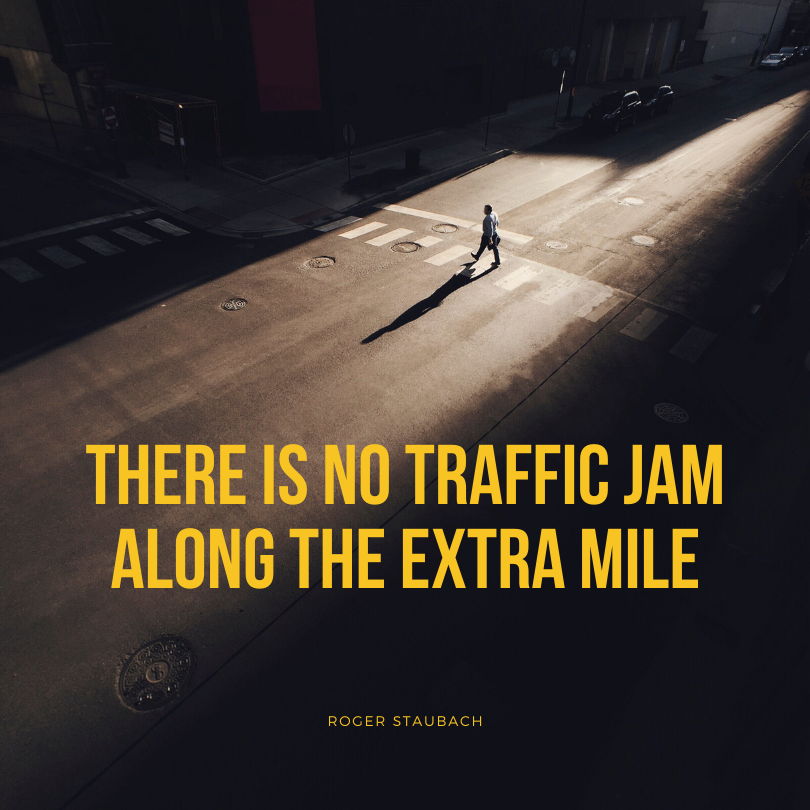 THERE IS NO TRAFFIC JAM
ALONG THE EXTRA MILE
ROGER STAUBACH